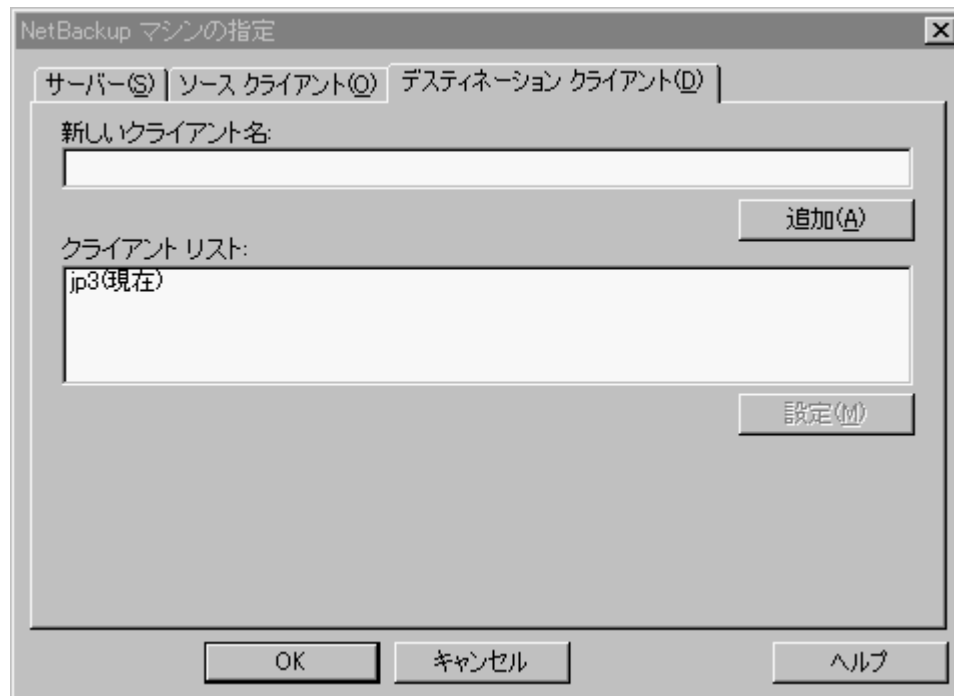 NetBackup マシンの指定
サーバー(S) ソース クライアント(O) デスティネーション クライアント(D)
新しいクライアント名:
追加(A)
クライアント リスト:
jp3(現在)
設定(M)
OK キャンセル ヘルプ